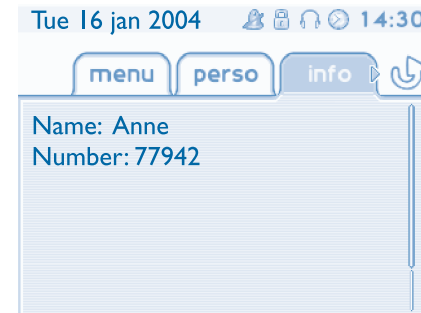 Tue 16 jan 2004 14:30
menu perso info
Name: Anne
Number: 77942